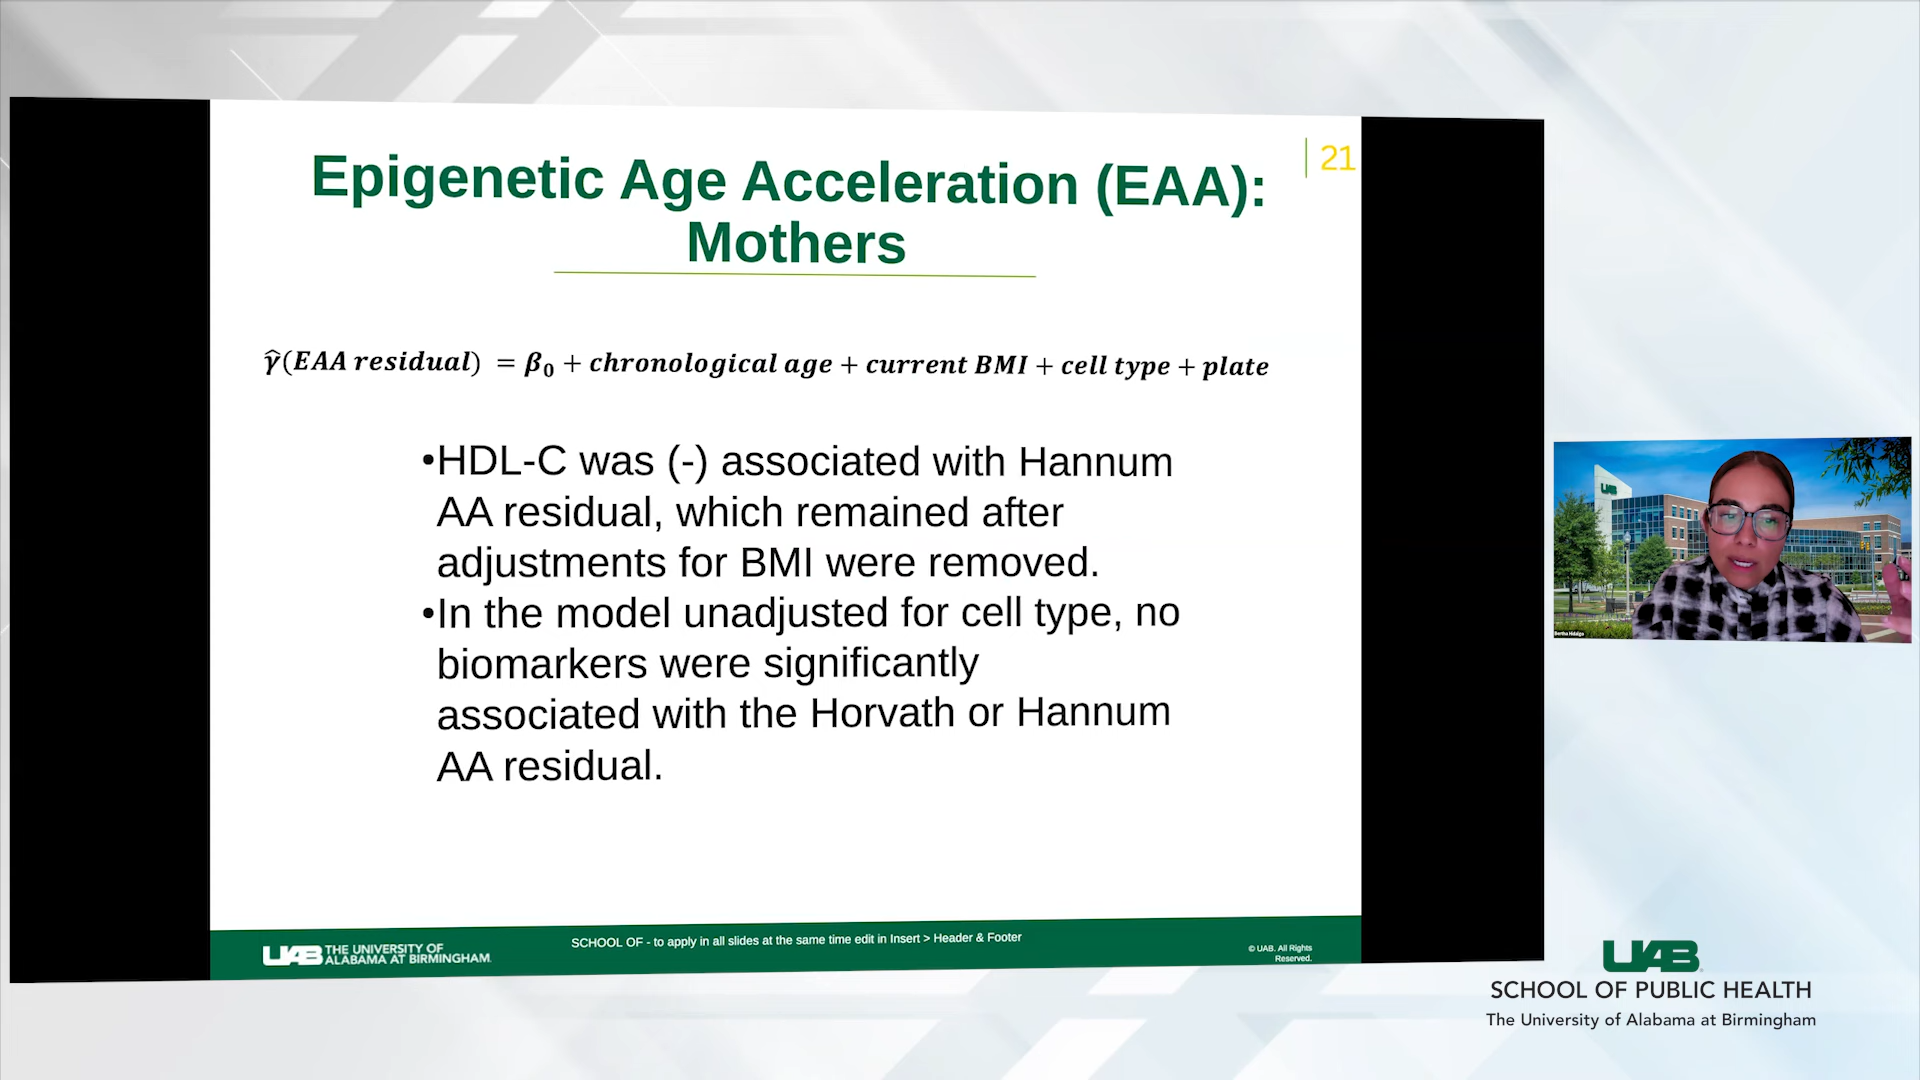 Epigenetic Age Acceleration (EAA):
Mothers
21
γ̂(EAA residual) = β₀ + chronological age + current BMI + cell type + plate
•HDL-C was (-) associated with Hannum
AA residual, which remained after
adjustments for BMI were removed.
•In the model unadjusted for cell type, no
biomarkers were significantly
associated with the Horvath or Hannum
AA residual.
UAB THE UNIVERSITY OF
ALABAMA AT BIRMINGHAM.
SCHOOL OF - to apply in all slides at the same time edit in Insert > Header & Footer
© UAB. All Rights
Reserved.
UAB
Bertha Hidalgo
UAB
SCHOOL OF PUBLIC HEALTH
The University of Alabama at Birmingham